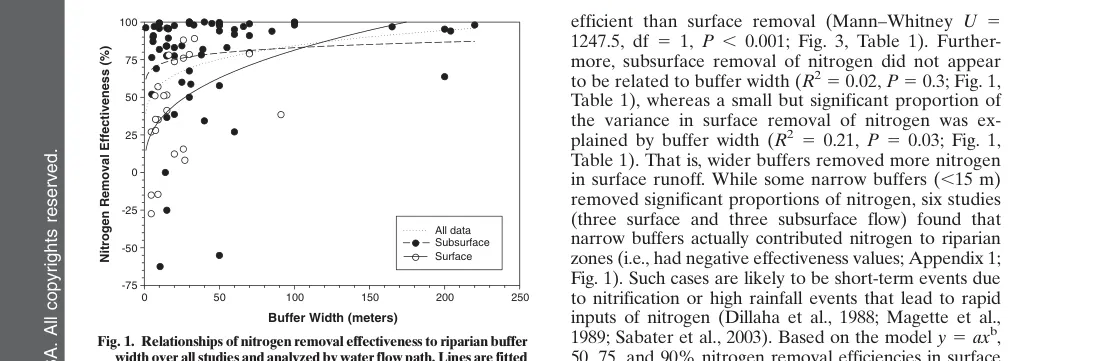 SA. All copyrights reserved.
Nitrogen Removal Effectiveness (%)
100
75
50
25
0
-25
-50
-75
0
50
100
150
200
250
All data
Subsurface
Surface
Buffer Width (meters)
Fig. 1. Relationships of nitrogen removal effectiveness to riparian buffer
width over all studies and analyzed by water flow path. Lines are fitted
efficient than surface removal (Mann–Whitney U =
1247.5, df = 1, P < 0.001; Fig. 3, Table 1). Further-
more, subsurface removal of nitrogen did not appear
to be related to buffer width (R² = 0.02, P = 0.3; Fig. 1,
Table 1), whereas a small but significant proportion of
the variance in surface removal of nitrogen was ex-
plained by buffer width (R² = 0.21, P = 0.03; Fig. 1,
Table 1). That is, wider buffers removed more nitrogen
in surface runoff. While some narrow buffers (<15 m)
removed significant proportions of nitrogen, six studies
(three surface and three subsurface flow) found that
narrow buffers actually contributed nitrogen to riparian
zones (i.e., had negative effectiveness values; Appendix 1;
Fig. 1). Such cases are likely to be short-term events due
to nitrification or high rainfall events that lead to rapid
inputs of nitrogen (Dillaha et al., 1988; Magette et al.,
1989; Sabater et al., 2003). Based on the model y = axᵇ,
50, 75, and 90% nitrogen removal efficiencies in surface